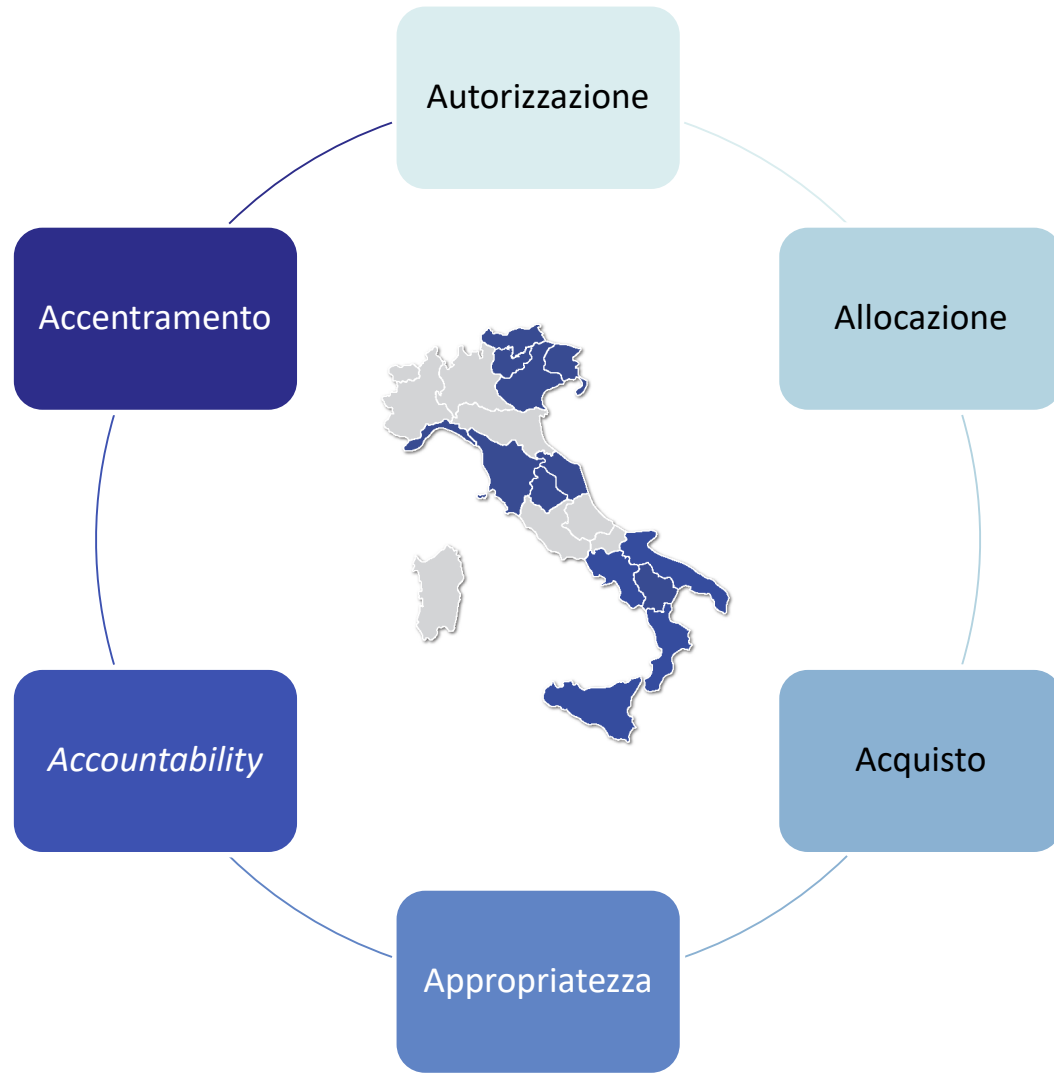 Autorizzazione
Allocazione
Acquisto
Appropriatezza
Accountability
Accentramento